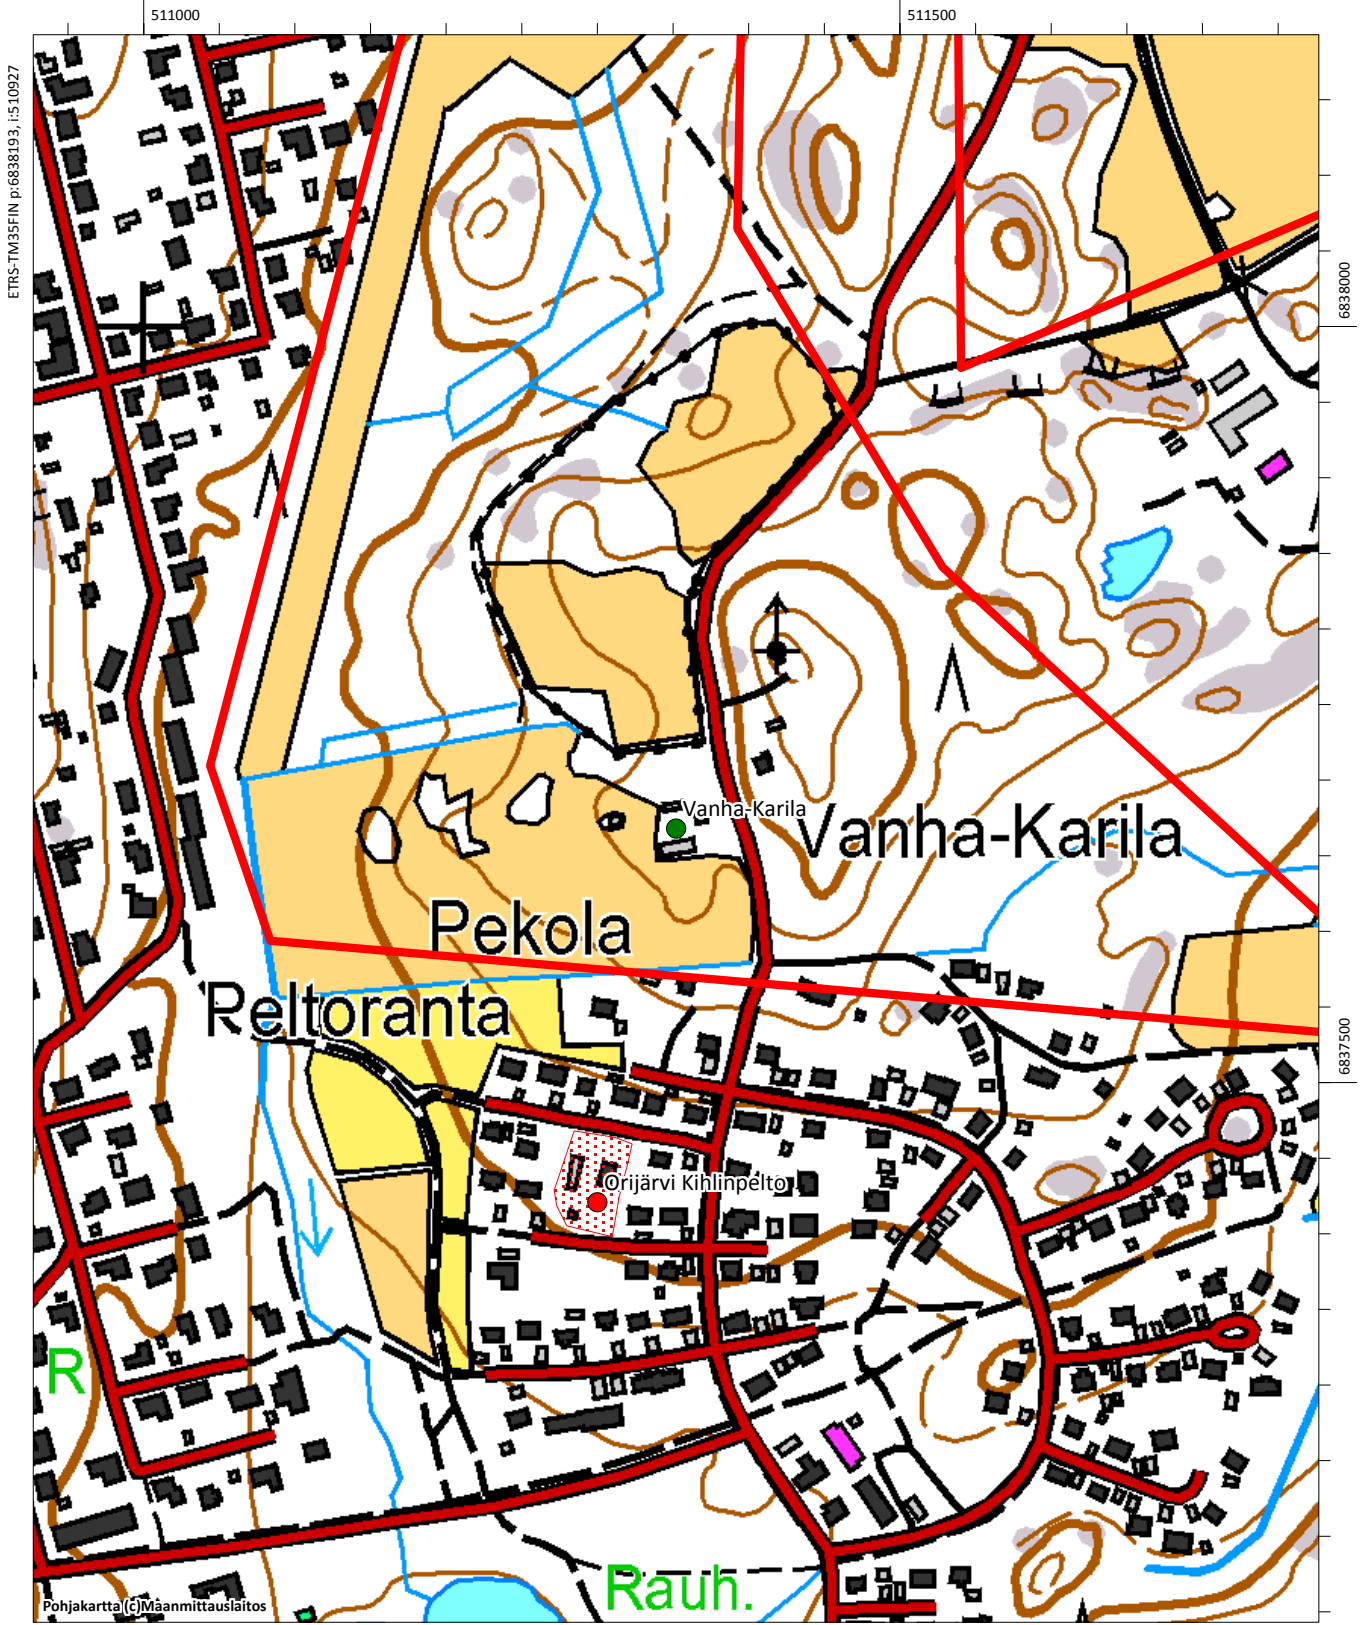 511000
511500
ETRS-TM35FIN p:6838193, i:510927
6838000
Vanha-Karila
Vanha-Karila
Pekola
Reltoranta
6837500
Orijärvi Kihlinpelto
R
Rauh.
Pohjakartta (c)Maanmittauslaitos